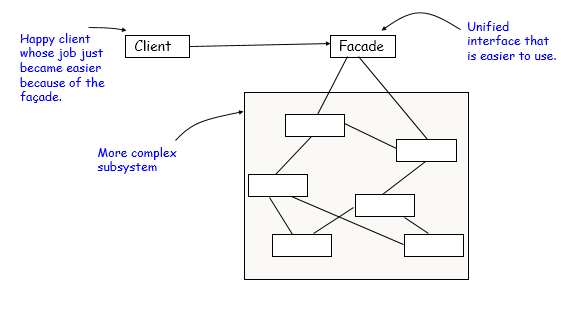 Happy client
whose job just
became easier
because of the
façade.
Client
Facade
Unified
interface that
is easier to use.
More complex
subsystem